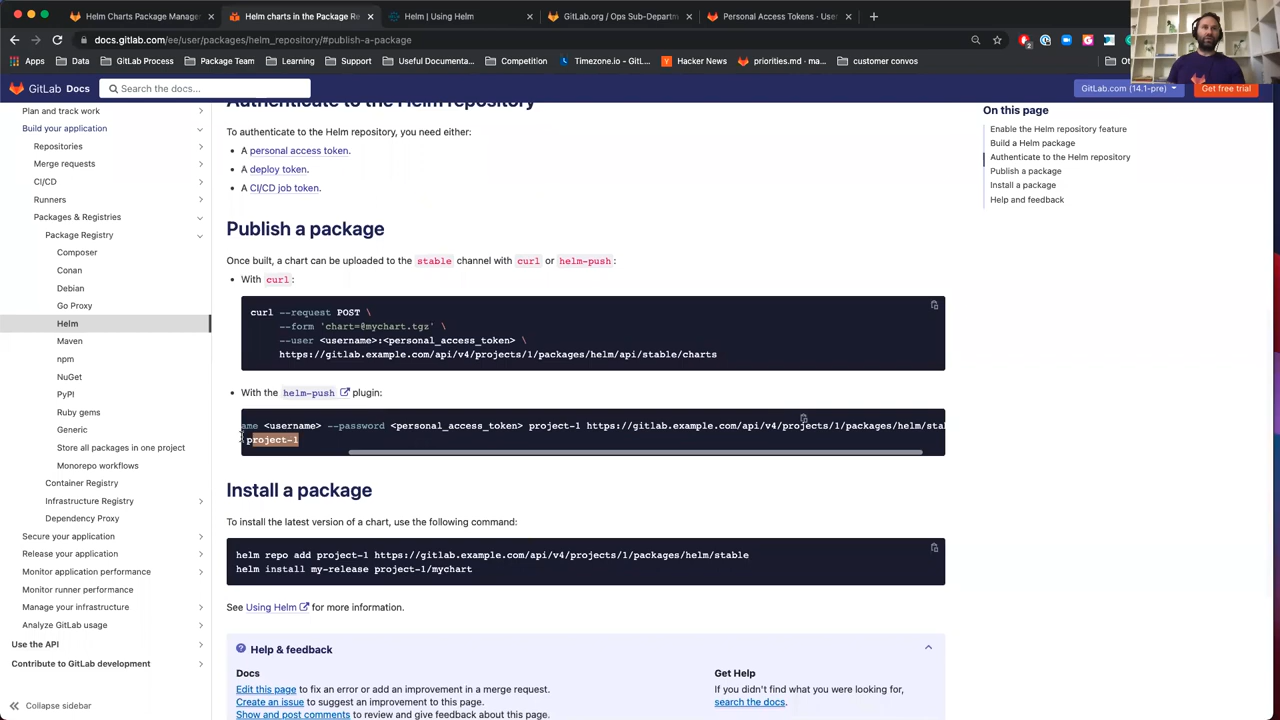 Helm Charts Package Manage
Helm charts in the Package Re
Helm | Using Helm
GitLab.org / Ops Sub-Departm
Personal Access Tokens · Use
docs.gitlab.com/ee/user/packages/helm_repository/#publish-a-package
Apps
Data
GitLab Process
Package Team
Learning
Support
Youtube Demos
Competition
Timezone.io – GitL...
Hacker News
priorities.md · ma...
customer convos
GitLab Docs
Search the docs...
GitLab.com (14.1-pre)
Get free trial
Plan and track work
Build your application
Repositories
Merge requests
CI/CD
Runners
Packages & Registries
Package Registry
Composer
Conan
Debian
Go Proxy
Helm
Maven
npm
NuGet
PyPI
Ruby gems
Generic
Store all packages in one project
Monorepo workflows
Container Registry
Infrastructure Registry
Dependency Proxy
Secure your application
Release your application
Monitor application performance
Monitor runner performance
Manage your infrastructure
Analyze GitLab usage
Use the API
Contribute to GitLab development
Collapse sidebar
Authenticate to the Helm repository
To authenticate to the Helm repository, you need either:
A personal access token.
A deploy token.
A CI/CD job token.
Publish a package
Once built, a chart can be uploaded to the stable channel with curl or helm-push:
With curl:
curl --request POST \
--form 'chart=@mychart.tgz' \
--user <username>:<personal_access_token> \
https://gitlab.example.com/api/v4/projects/1/packages/helm/api/stable/charts
With the helm-push plugin:
ame <username> --password <personal_access_token> project-1 https://gitlab.example.com/api/v4/projects/1/packages/helm/stab
project-1
Install a package
To install the latest version of a chart, use the following command:
helm repo add project-1 https://gitlab.example.com/api/v4/projects/1/packages/helm/stable
helm install my-release project-1/mychart
See Using Helm for more information.
Help & feedback
Docs
Edit this page to fix an error or add an improvement in a merge request.
Create an issue to suggest an improvement to this page.
Show and post comments to review and give feedback about this page.
Get Help
If you didn't find what you were looking for,
search the docs.
On this page
Enable the Helm repository feature
Build a Helm package
Authenticate to the Helm repository
Publish a package
Install a package
Help and feedback